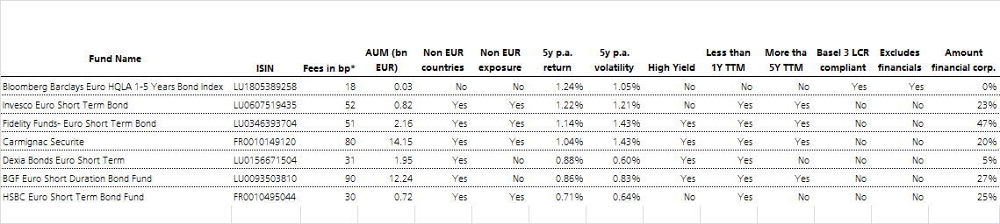 Fund Name ISIN Fees in bp* AUM (bn EUR) Non EUR countries Non EUR exposure 5y p.a. return 5y p.a. volatility High Yield Less than 1Y TTM More tha 5Y TTM Basel 3 LCR compliant Excludes financials Amount financial corp.
Bloomberg Barclays Euro HQLA 1-5 Years Bond Index LU1805389258 18 0.03 No No 1.24% 1.05% No No No Yes Yes 0%
Invesco Euro Short Term Bond LU0607519435 52 0.82 Yes Yes 1.22% 1.21% No Yes Yes No No 23%
Fidelity Funds- Euro Short Term Bond LU0346393704 51 2.16 Yes Yes 1.14% 1.43% Yes Yes Yes No No 47%
Carmignac Securite FR0010149120 80 14.15 Yes Yes 1.04% 1.43% Yes Yes Yes No No 20%
Dexia Bonds Euro Short Term LU0156671504 31 1.95 Yes No 0.88% 0.60% Yes Yes No No No 5%
BGF Euro Short Duration Bond Fund LU0093503810 90 12.24 Yes No 0.86% 0.83% Yes Yes Yes No No 27%
HSBC Euro Short Term Bond Fund FR0010495044 30 0.72 Yes Yes 0.71% 0.64% No Yes No No No 25%